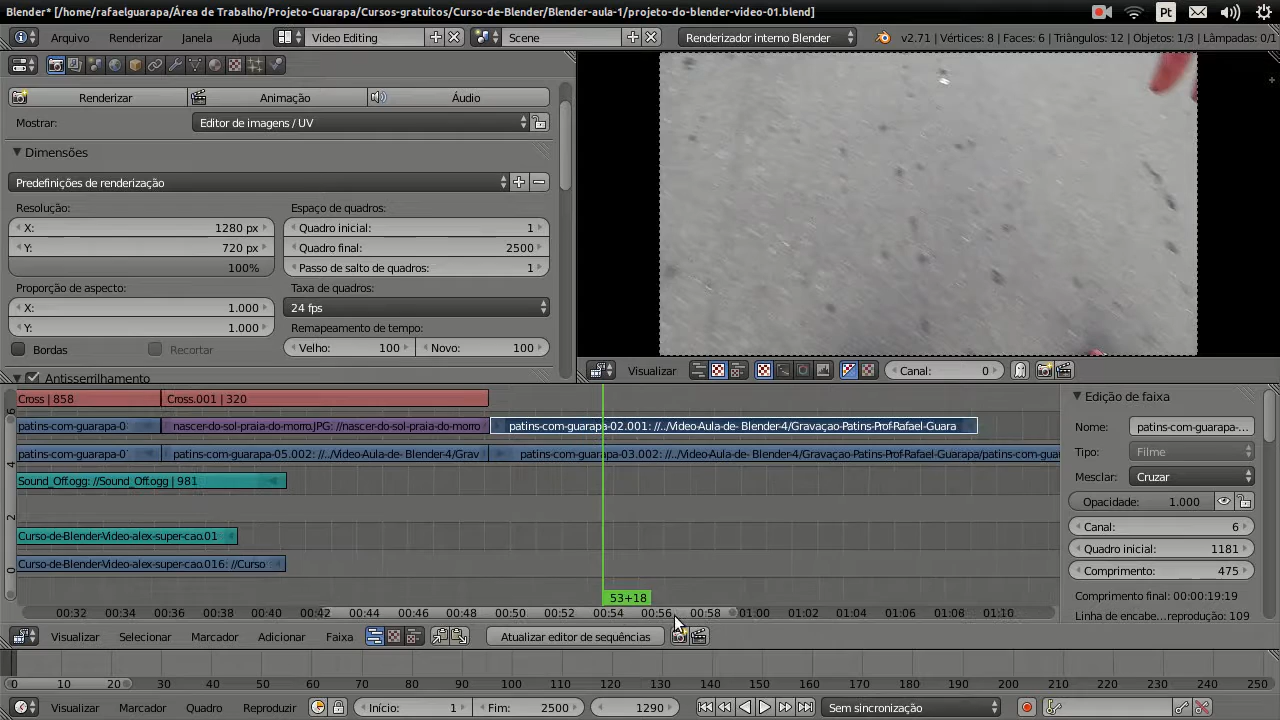 Blender* [/home/rafaelguarapa/Área de Trabalho/Projeto-Guarapa/Cursos-gratuitos/Curso-de-Blender/Blender-aula-1/projeto-do-blender-video-01.blend]
Pt
Arquivo Renderizar Janela Ajuda Video Editing Scene Renderizador interno Blender v2.71 | Vértices: 8 | Faces: 6 | Triângulos: 12 | Objetos: 1/3 | Lâmpadas: 0/1
Renderizar Animação Áudio
Mostrar: Editor de imagens / UV
Dimensões
Predefinições de renderização
Resolução: Espaço de quadros:
X: 1280 px Quadro inicial: 1
Y: 720 px Quadro final: 2500
100% Passo de salto de quadros: 1
Proporção de aspecto: Taxa de quadros:
X: 1.000 24 fps
Y: 1.000 Remapeamento de tempo:
Bordas Recortar Velho: 100 Novo: 100
Visualizar Canal: 0
Antisserrilhamento
Cross | 858 Cross.001 | 320
patins-com-guarapa-0 nascer-do-sol-praia-do-morro.JPG: //nascer-do-sol-praia-do-morro patins-com-guarapa-02.001: //../Video-Aula-de- Blender-4/Gravaçao-Patins-Prof-Rafael-Guara
patins-com-guarapa-0 patins-com-guarapa-05.002: //../Video-Aula-de- Blender-4/Grav patins-com-guarapa-03.002: //../Video-Aula-de- Blender-4/Gravaçao-Patins-Prof-Rafael-Guarapa/patins-com-guar
Sound_Off.ogg: //Sound_Off.ogg | 981
Curso-de-Blender-Video-alex-super-cao.01
Curso-de-Blender-Video-alex-super-cao.016: //Curso
6
4
2
0
53+18
00:32 00:34 00:36 00:38 00:40 00:42 00:44 00:46 00:48 00:50 00:52 00:54 00:56 00:58 01:00 01:02 01:04 01:06 01:08 01:10
Edição de faixa
Nome: patins-com-guarapa-...
Tipo: Filme
Mesclar: Cruzar
Opacidade: 1.000
Canal: 6
Quadro inicial: 1181
Comprimento: 475
Comprimento final: 00:00:19:19
Linha de encabe...reprodução: 109
Visualizar Selecionar Marcador Adicionar Faixa Atualizar editor de sequências
0 10 20 30 40 50 60 70 80 90 100 110 120 130 140 150 160 170 180 190 200 210 220 230 240 250
Visualizar Marcador Quadro Reproduzir Início: 1 Fim: 2500 1290 Sem sincronização